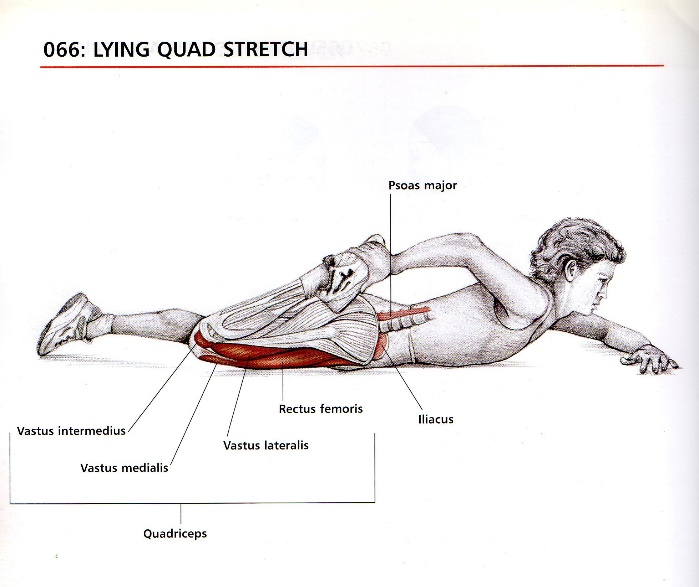 066: LYING QUAD STRETCH
Psoas major
Rectus femoris
Iliacus
Vastus intermedius
Vastus lateralis
Vastus medialis
Quadriceps